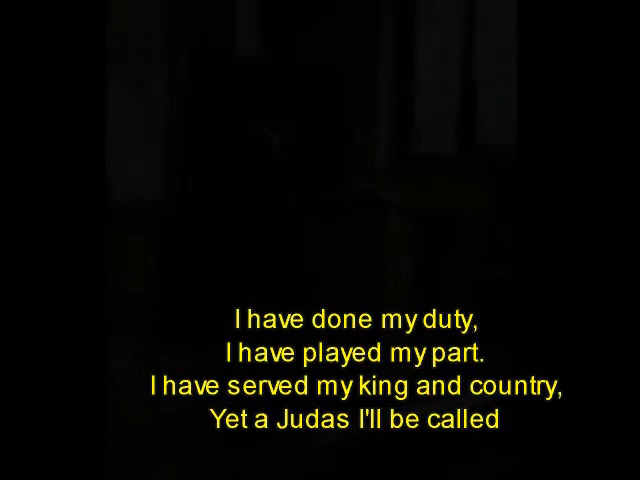 I have done my duty,
I have played my part.
I have served my king and country,
Yet a Judas I'll be called